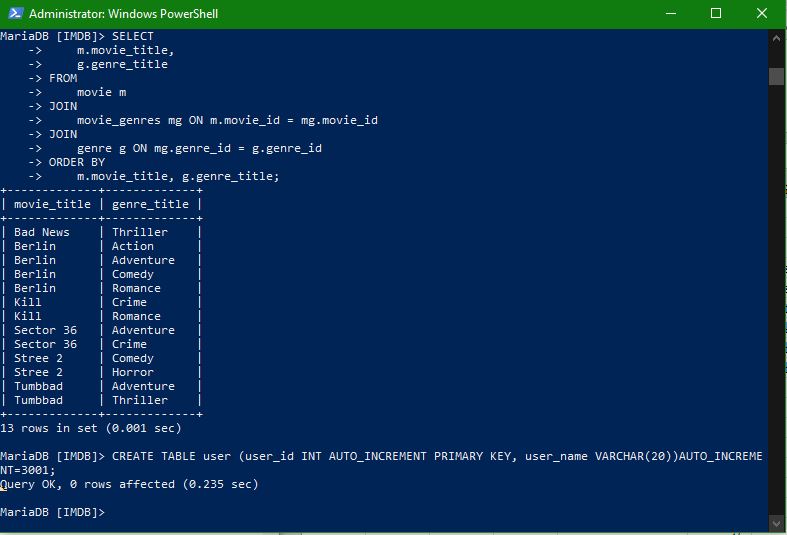 Administrator: Windows PowerShell
MariaDB [IMDB]> SELECT
    ->     m.movie_title,
    ->     g.genre_title
    -> FROM
    ->     movie m
    -> JOIN
    ->     movie_genres mg ON m.movie_id = mg.movie_id
    -> JOIN
    ->     genre g ON mg.genre_id = g.genre_id
    -> ORDER BY
    ->     m.movie_title, g.genre_title;
+-------------+-------------+
| movie_title | genre_title |
+-------------+-------------+
| Bad News    | Thriller    |
| Berlin      | Action      |
| Berlin      | Adventure   |
| Berlin      | Comedy      |
| Berlin      | Romance     |
| Kill        | Crime       |
| Kill        | Romance     |
| Sector 36   | Adventure   |
| Sector 36   | Crime       |
| Stree 2     | Comedy      |
| Stree 2     | Horror      |
| Tumbbad     | Adventure   |
| Tumbbad     | Thriller    |
+-------------+-------------+
13 rows in set (0.001 sec)
MariaDB [IMDB]> CREATE TABLE user (user_id INT AUTO_INCREMENT PRIMARY KEY, user_name VARCHAR(20))AUTO_INCREME
NT=3001;
Query OK, 0 rows affected (0.235 sec)
MariaDB [IMDB]>